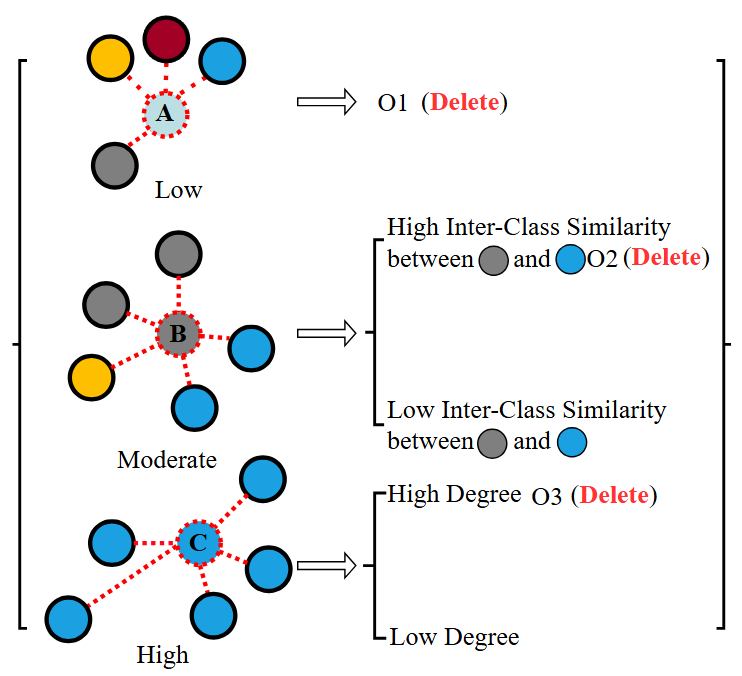 A
O1 (Delete)
Low
High Inter-Class Similarity
between and O2 (Delete)
B
Low Inter-Class Similarity
between and
Moderate
High Degree O3 (Delete)
C
Low Degree
High